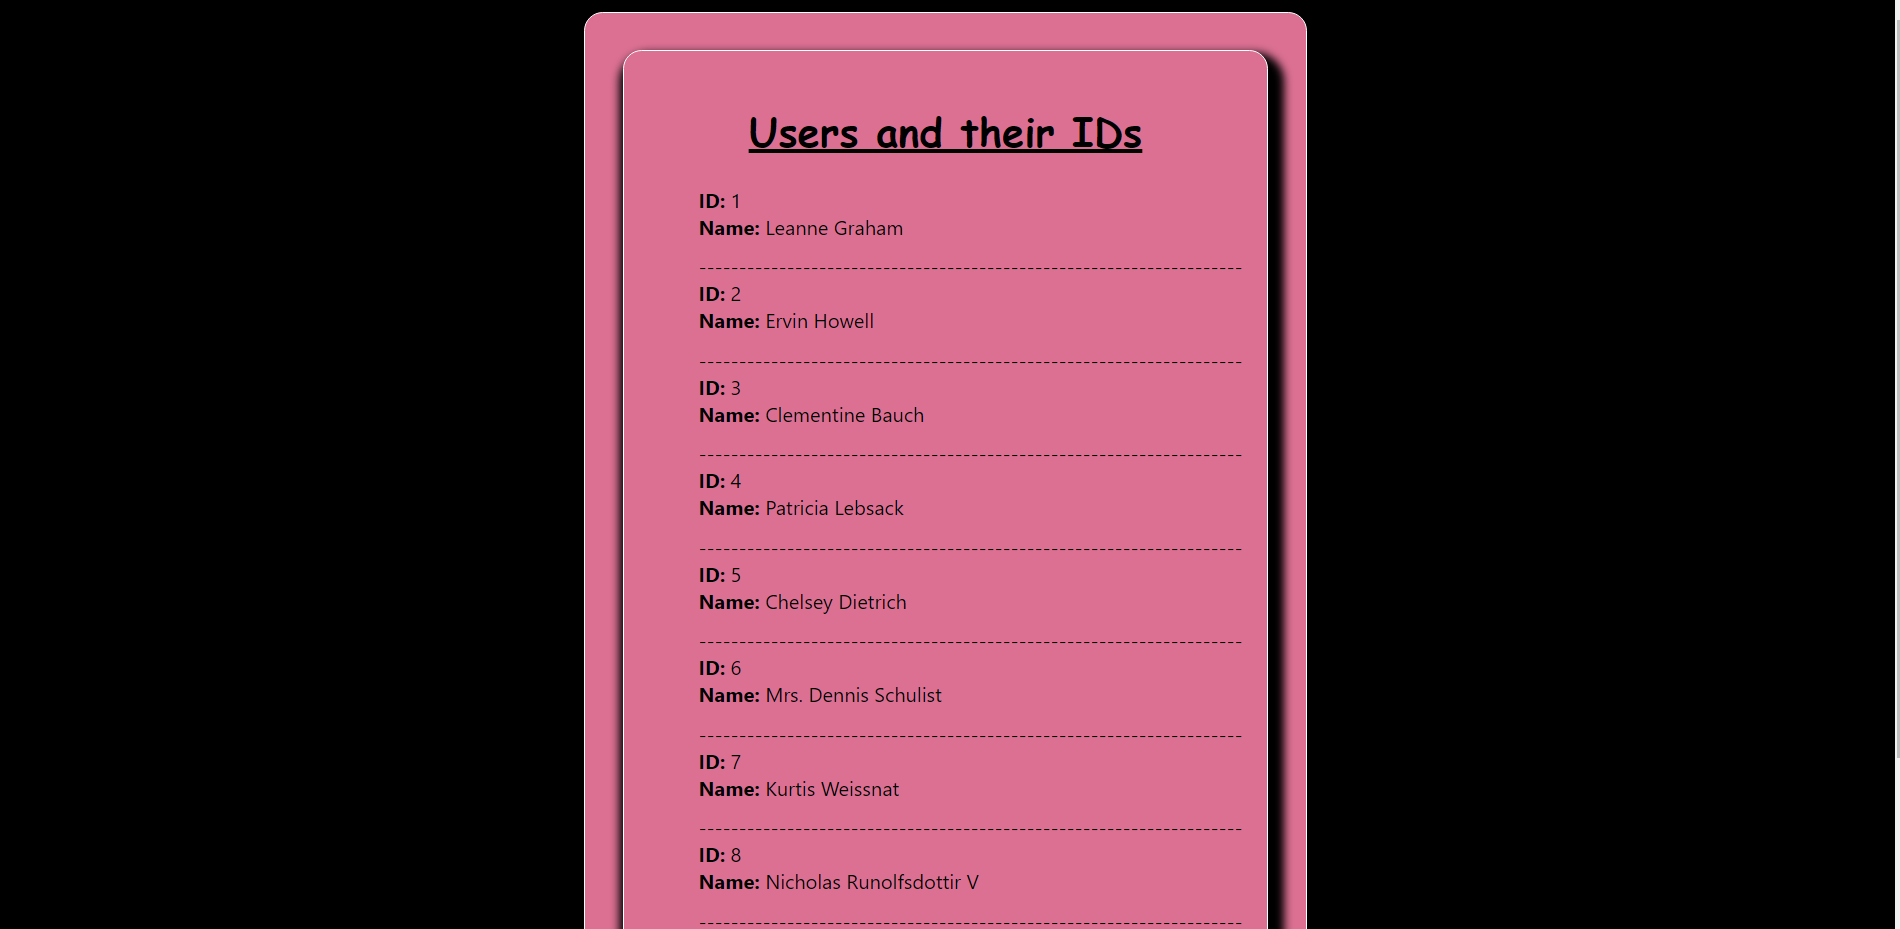 Users and their IDs
ID: 1
Name: Leanne Graham
--------------------------------------------------------------------
ID: 2
Name: Ervin Howell
--------------------------------------------------------------------
ID: 3
Name: Clementine Bauch
--------------------------------------------------------------------
ID: 4
Name: Patricia Lebsack
--------------------------------------------------------------------
ID: 5
Name: Chelsey Dietrich
--------------------------------------------------------------------
ID: 6
Name: Mrs. Dennis Schulist
--------------------------------------------------------------------
ID: 7
Name: Kurtis Weissnat
--------------------------------------------------------------------
ID: 8
Name: Nicholas Runolfsdottir V
--------------------------------------------------------------------